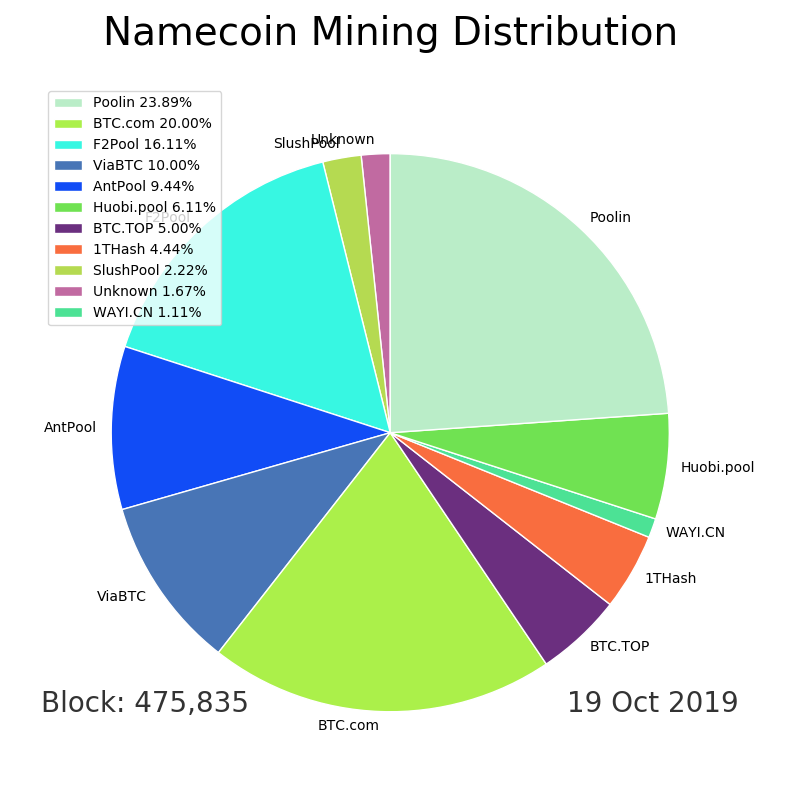 Namecoin Mining Distribution
Poolin 23.89%
BTC.com 20.00%
F2Pool 16.11%
ViaBTC 10.00%
AntPool 9.44%
Huobi.pool 6.11%
BTC.TOP 5.00%
1THash 4.44%
SlushPool 2.22%
Unknown 1.67%
WAYI.CN 1.11%
Unknown
SlushPool
Poolin
F2Pool
AntPool
Huobi.pool
WAYI.CN
1THash
ViaBTC
BTC.TOP
BTC.com
Block: 475,835
19 Oct 2019